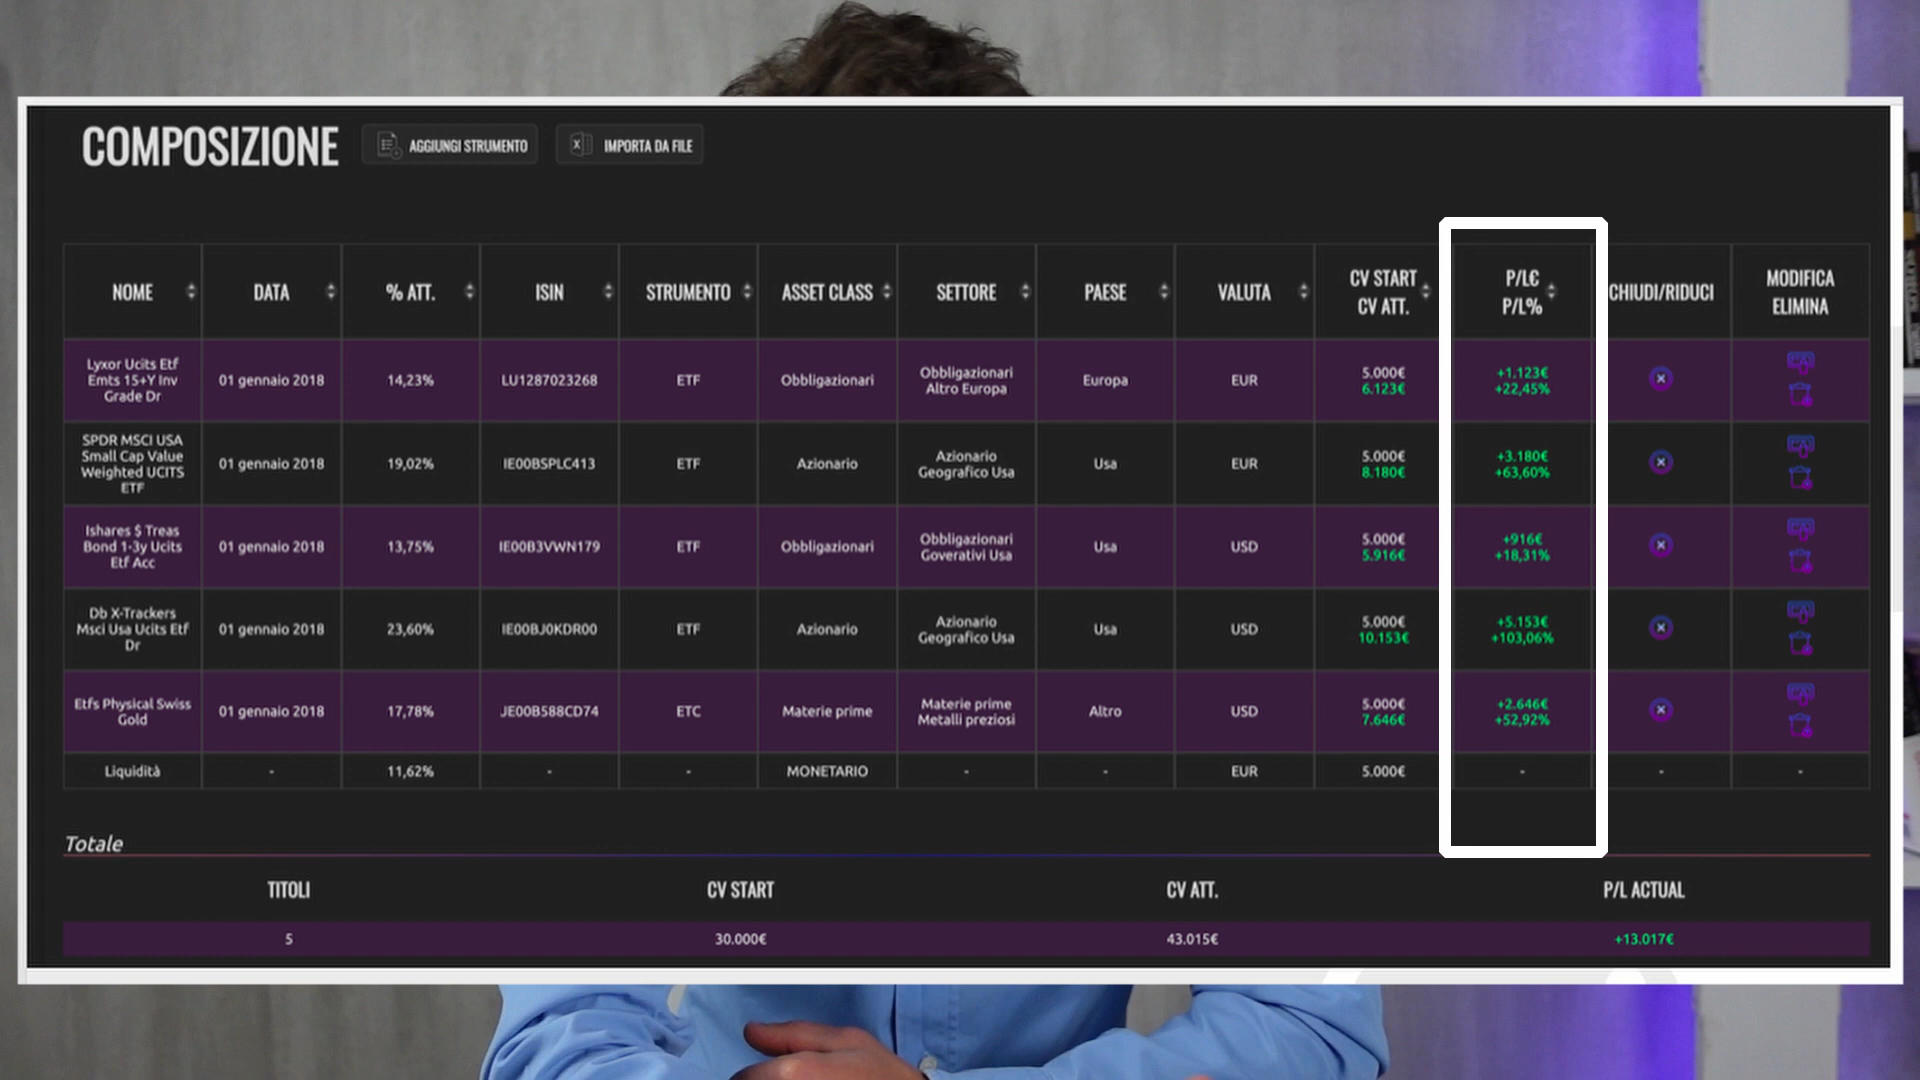 COMPOSIZIONE
AGGIUNGI STRUMENTO
IMPORTA DA FILE
NOME
DATA
% ATT.
ISIN
STRUMENTO
ASSET CLASS
SETTORE
PAESE
VALUTA
CV START
CV ATT.
P/L€
P/L%
CHIUDI/RIDUCI
MODIFICA
ELIMINA
Lyxor Ucits Etf
Emts 15+Y Inv
Grade Dr
01 gennaio 2018
14,23%
LU1287023268
ETF
Obbligazionari
Obbligazionari
Altro Europa
Europa
EUR
5.000€
6.123€
+1.123€
+22,45%
SPDR MSCI USA
Small Cap Value
Weighted UCITS
ETF
01 gennaio 2018
19,02%
IE00BSPLC413
ETF
Azionario
Azionario
Geografico Usa
Usa
EUR
5.000€
8.180€
+3.180€
+63,60%
Ishares $ Treas
Bond 1-3y Ucits
Etf Acc
01 gennaio 2018
13,75%
IE00B3VWN179
ETF
Obbligazionari
Obbligazionari
Goverativi Usa
Usa
USD
5.000€
5.916€
+916€
+18,31%
Db X-Trackers
Msci Usa Ucits Etf
Dr
01 gennaio 2018
23,60%
IE00BJ0KDR00
ETF
Azionario
Azionario
Geografico Usa
Usa
USD
5.000€
10.153€
+5.153€
+103,06%
Etfs Physical Swiss
Gold
01 gennaio 2018
17,78%
JE00B588CD74
ETC
Materie prime
Materie prime
Metalli preziosi
Altro
USD
5.000€
7.646€
+2.646€
+52,92%
Liquidità
-
11,62%
-
-
MONETARIO
-
-
EUR
5.000€
-
-
-
Totale
TITOLI
CV START
CV ATT.
P/L ACTUAL
5
30.000€
43.015€
+13.017€